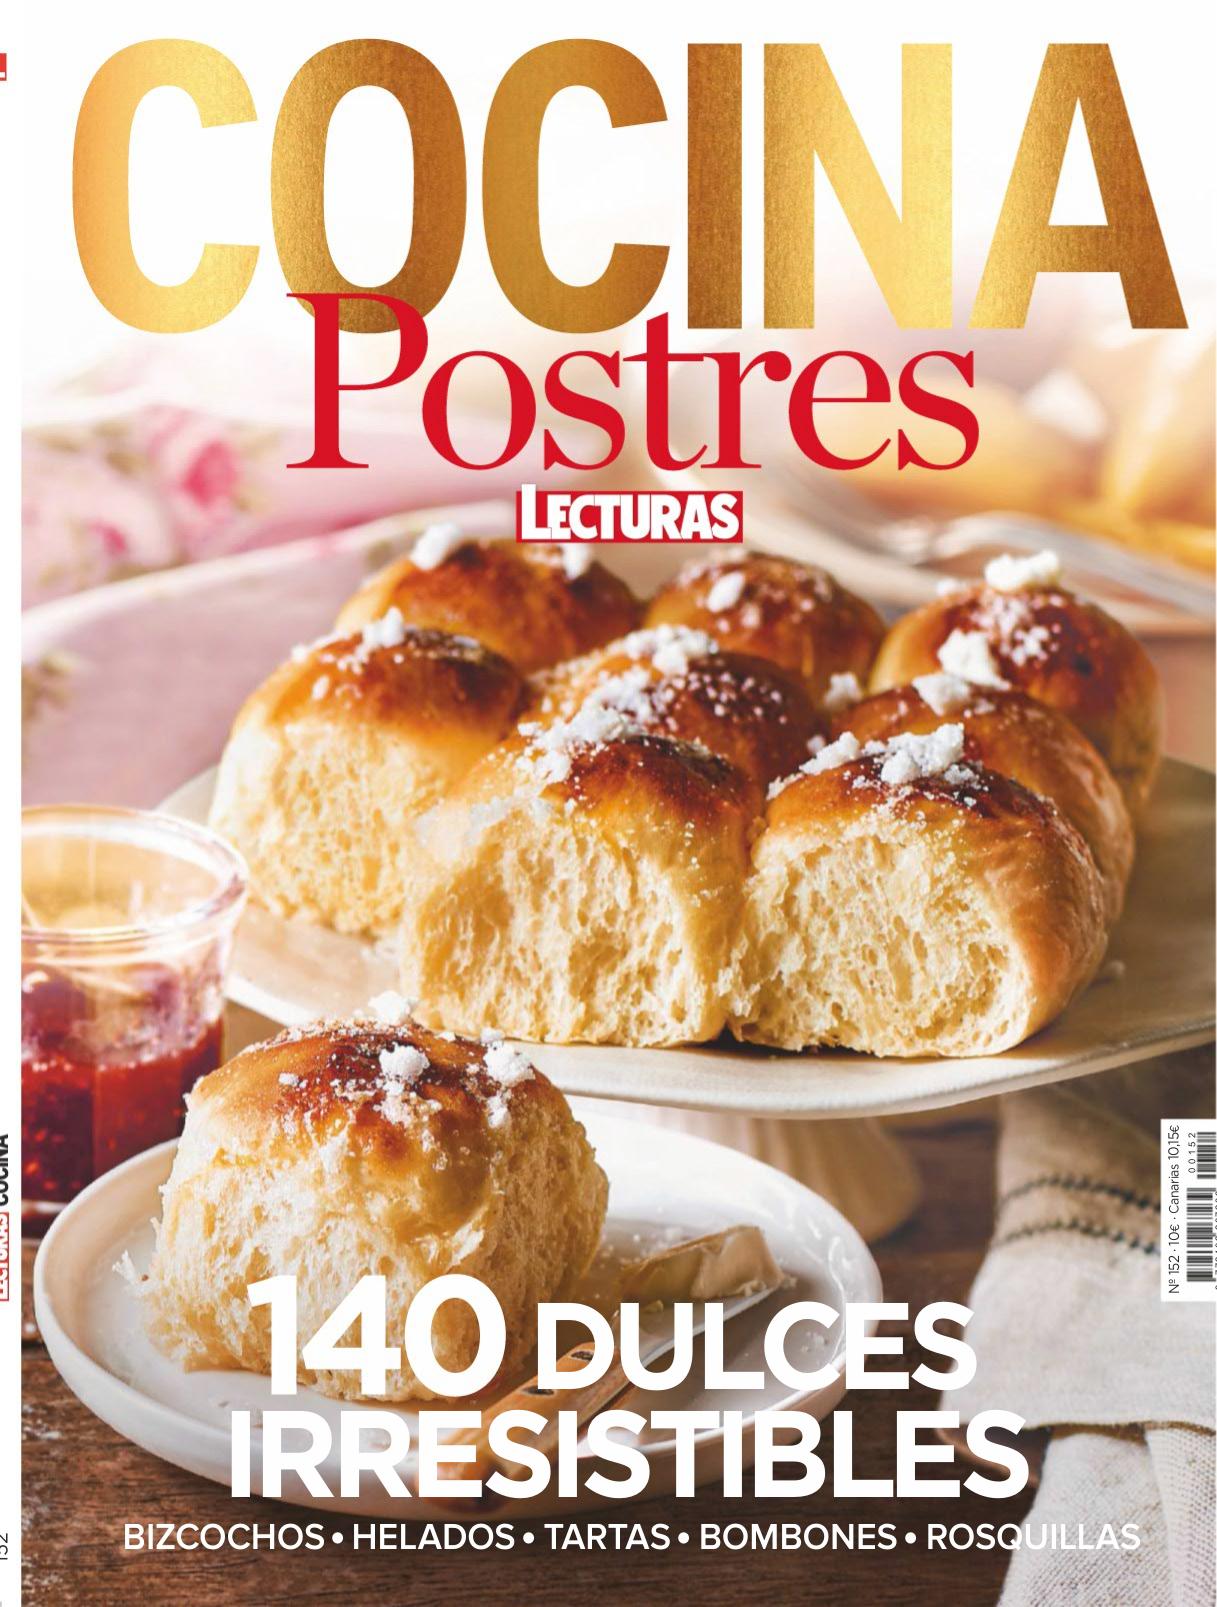 COCINA
Postres
LECTURAS
Nº 152 · 10€ · Canarias 10,15€
00152
140 DULCES
IRRESISTIBLES
BIZCOCHOS • HELADOS • TARTAS • BOMBONES • ROSQUILLAS
LECTURAS COCINA
152